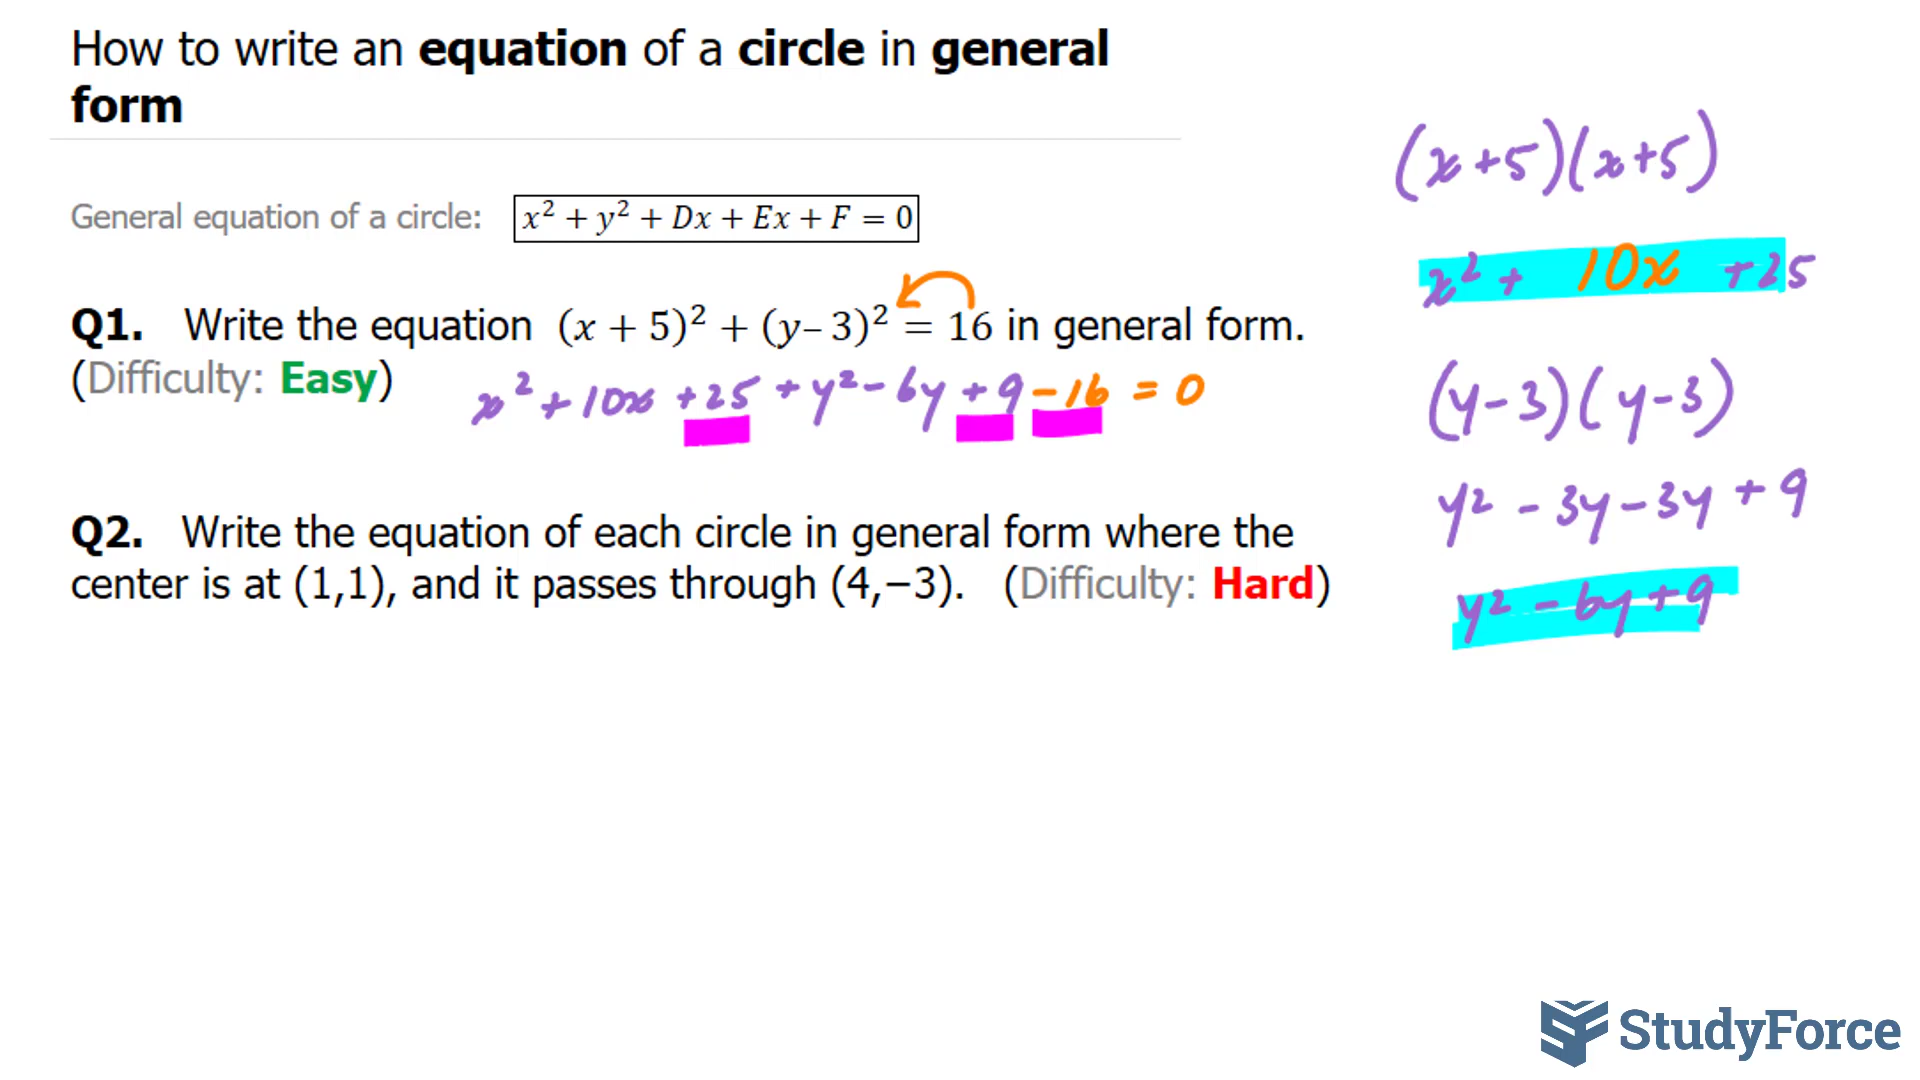 How to write an equation of a circle in general
form
General equation of a circle: x² + y² + Dx + Ex + F = 0
Q1. Write the equation (x + 5)² + (y– 3)² = 16 in general form.
(Difficulty: Easy)
x² + 10x + 25 + y² - 6y + 9 - 16 = 0
Q2. Write the equation of each circle in general form where the
center is at (1,1), and it passes through (4,−3). (Difficulty: Hard)
(x+5)(x+5)
x² + 10x + 25
(y-3)(y-3)
y² - 3y - 3y + 9
y² - 6y + 9
StudyForce